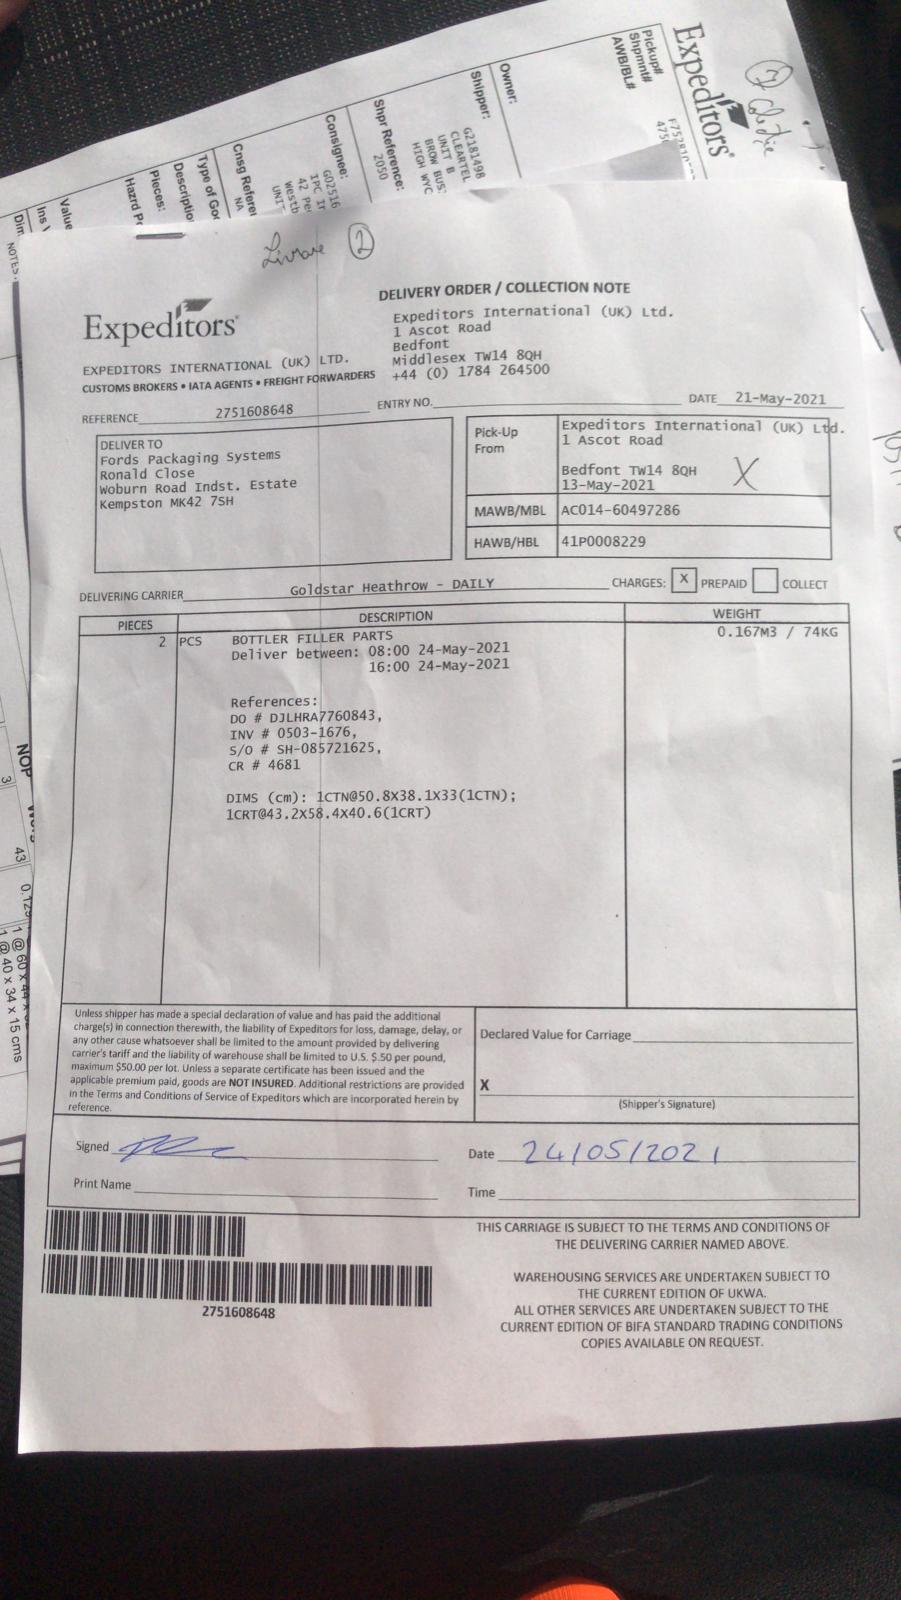 Expeditors
Pickup#
Shpmnt#
AWB/BL#
Owner:
Shipper:
G2181498
CLEARTEL
UNIT B
BROW BUS
HIGH WYC
Shpr Reference:
2050
Consignee:
G02516
42 Pe
Westb
UNIT
Cnsg Refere
NA
Type of Goo
Descriptio
Pieces:
Hazrd P
Value
Ins V
Dim
NOTES
Livrare 2
DELIVERY ORDER / COLLECTION NOTE
Expeditors
Expeditors International (UK) Ltd.
1 Ascot Road
Bedfont
Middlesex TW14 8QH
+44 (0) 1784 264500
EXPEDITORS INTERNATIONAL (UK) LTD.
CUSTOMS BROKERS • IATA AGENTS • FREIGHT FORWARDERS
REFERENCE 2751608648 ENTRY NO. DATE 21-May-2021
DELIVER TO
Fords Packaging Systems
Ronald Close
Woburn Road Indst. Estate
Kempston MK42 7SH
Pick-Up From
Expeditors International (UK) Ltd.
1 Ascot Road
Bedfont TW14 8QH X
13-May-2021
MAWB/MBL AC014-60497286
HAWB/HBL 41P0008229
DELIVERING CARRIER Goldstar Heathrow - DAILY CHARGES: X PREPAID COLLECT
PIECES DESCRIPTION WEIGHT
2 PCS BOTTLER FILLER PARTS 0.167M3 / 74KG
Deliver between: 08:00 24-May-2021
16:00 24-May-2021
References:
DO # DJLHRA7760843,
INV # 0503-1676,
S/O # SH-085721625,
CR # 4681
DIMS (cm): 1CTN@50.8X38.1X33(1CTN);
1CRT@43.2X58.4X40.6(1CRT)
NOP
3
43
0.129
1 @ 40 x 34 x 15 cms
Unless shipper has made a special declaration of value and has paid the additional
charge(s) in connection therewith, the liability of Expeditors for loss, damage, delay, or
any other cause whatsoever shall be limited to the amount provided by delivering
carrier's tariff and the liability of warehouse shall be limited to U.S. $.50 per pound,
maximum $50.00 per lot. Unless a separate certificate has been issued and the
applicable premium paid, goods are NOT INSURED. Additional restrictions are provided
in the Terms and Conditions of Service of Expeditors which are incorporated herein by
reference.
Declared Value for Carriage
X
(Shipper's Signature)
Signed Date 24/05/2021
Print Name Time
2751608648
THIS CARRIAGE IS SUBJECT TO THE TERMS AND CONDITIONS OF
THE DELIVERING CARRIER NAMED ABOVE.
WAREHOUSING SERVICES ARE UNDERTAKEN SUBJECT TO
THE CURRENT EDITION OF UKWA.
ALL OTHER SERVICES ARE UNDERTAKEN SUBJECT TO THE
CURRENT EDITION OF BIFA STANDARD TRADING CONDITIONS
COPIES AVAILABLE ON REQUEST.